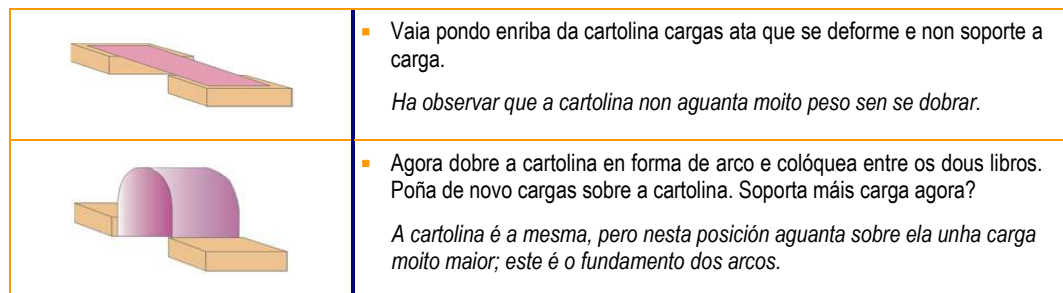 Vaia pondo enriba da cartolina cargas ata que se deforme e non soporte a
carga.
Ha observar que a cartolina non aguanta moito peso sen se dobrar.
Agora dobre a cartolina en forma de arco e colóquea entre os dous libros.
Poña de novo cargas sobre a cartolina. Soporta máis carga agora?
A cartolina é a mesma, pero nesta posición aguanta sobre ela unha carga
moito maior; este é o fundamento dos arcos.